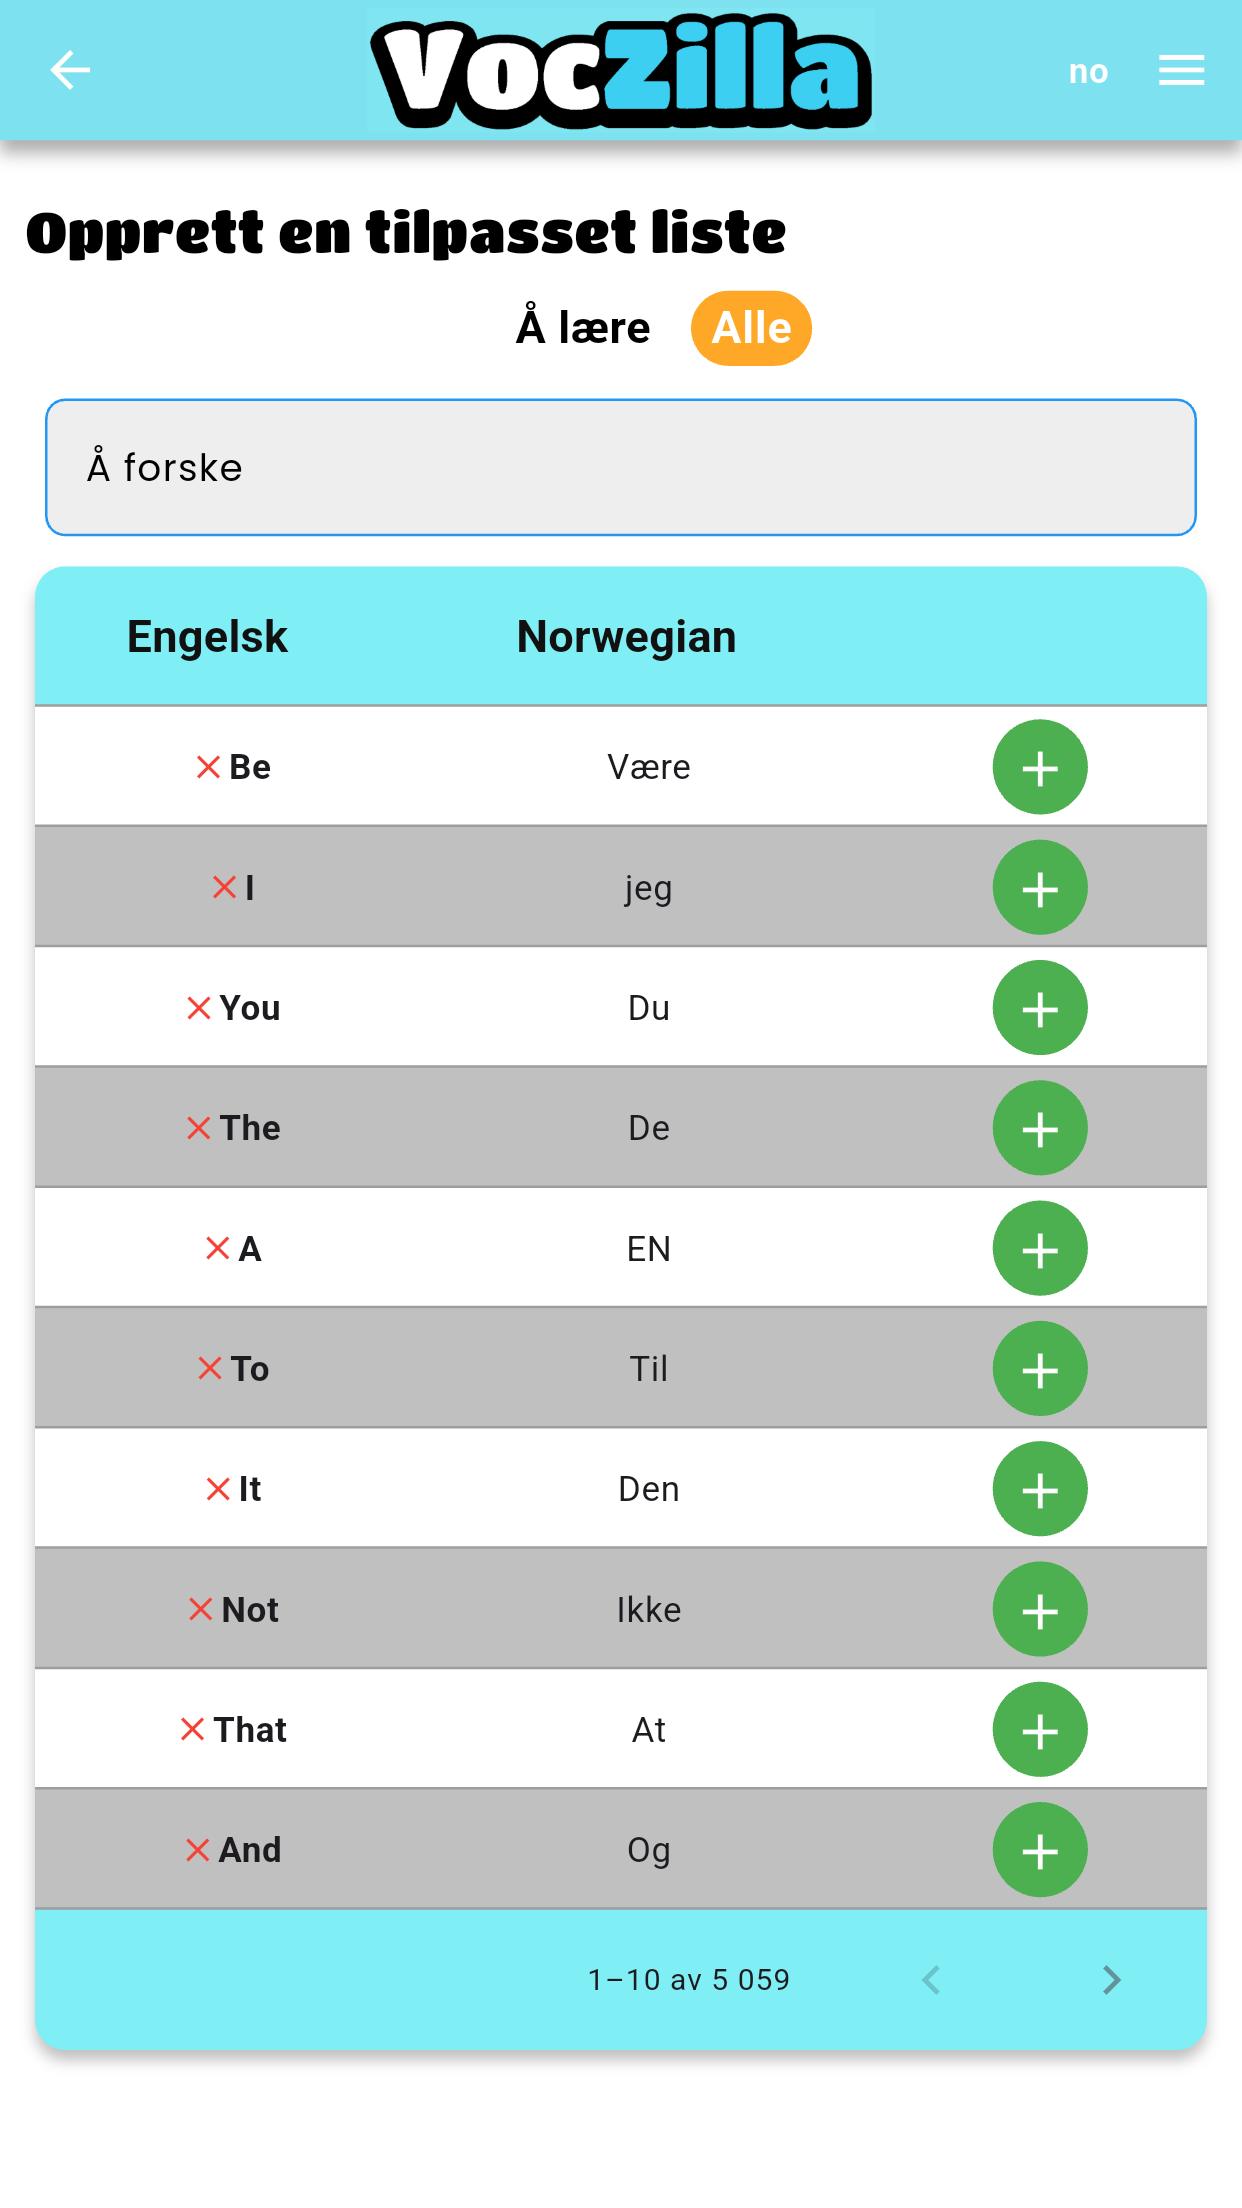 VocZilla
no
Opprett en tilpasset liste
Å lære Alle
Å forske
Engelsk Norwegian
Be Være
I jeg
You Du
The De
A EN
To Til
It Den
Not Ikke
That At
And Og
1–10 av 5 059